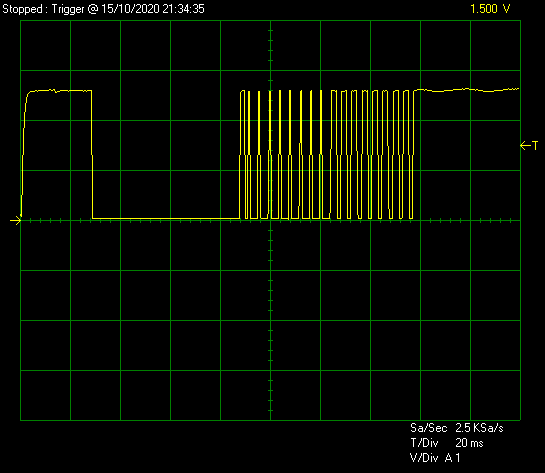 Stopped : Trigger @ 15/10/2020 21:34:35 1.500 V
T
Sa/Sec 2.5 KSa/s
T/Div 20 ms
V/Div A 1